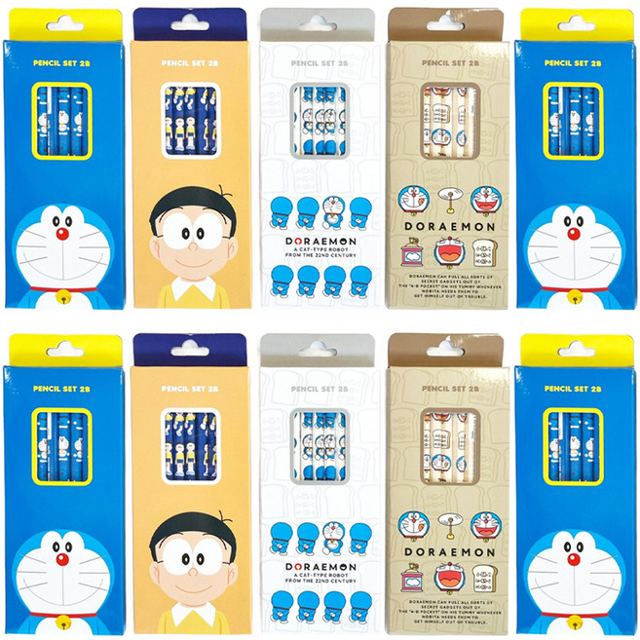 PENCIL SET 2B
PENCIL SET 2B
PENCIL SET 2B
DORAEMON
A CAT-TYPE ROBOT
FROM THE 22ND CENTURY
PENCIL SET 2B
DORAEMON
DORAEMON CAN PULL ALL SORTS OF
SECRET GADGETS OUT OF
THE "4-D POCKET" ON HIS TUMMY WHENEVER
NOBITA NEEDS THEM TO
GET HIMSELF OUT OF TROUBLE.
PENCIL SET 2B
PENCIL SET 2B
PENCIL SET 2B
PENCIL SET 2B
DORAEMON
A CAT-TYPE ROBOT
FROM THE 22ND CENTURY
PENCIL SET 2B
DORAEMON
DORAEMON CAN PULL ALL SORTS OF
SECRET GADGETS OUT OF
THE "4-D POCKET" ON HIS TUMMY WHENEVER
NOBITA NEEDS THEM TO
GET HIMSELF OUT OF TROUBLE.
PENCIL SET 2B